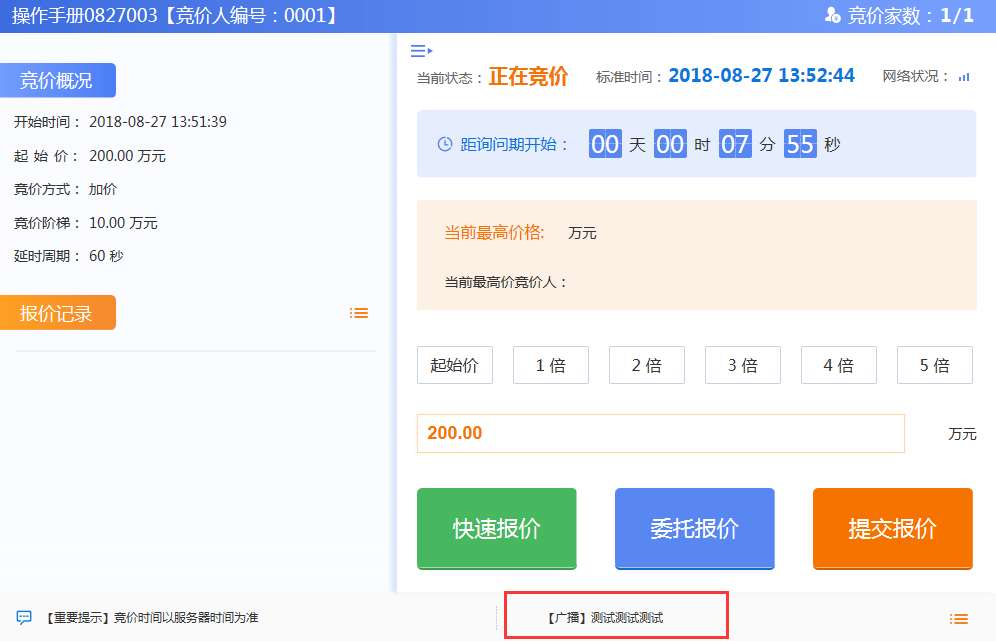 操作手册0827003【竞价人编号：0001】
竞价家数：1/1
竞价概况
开始时间： 2018-08-27 13:51:39
起 始 价： 200.00 万元
竞价方式： 加价
竞价阶梯： 10.00 万元
延时周期： 60 秒
报价记录
当前状态：正在竞价 标准时间：2018-08-27 13:52:44 网络状况：
距询问期开始： 00 天 00 时 07 分 55 秒
当前最高价格: 万元
当前最高价竞价人：
起始价 1 倍 2 倍 3 倍 4 倍 5 倍
200.00 万元
快速报价 委托报价 提交报价
【重要提示】竞价时间以服务器时间为准
【广播】测试测试测试